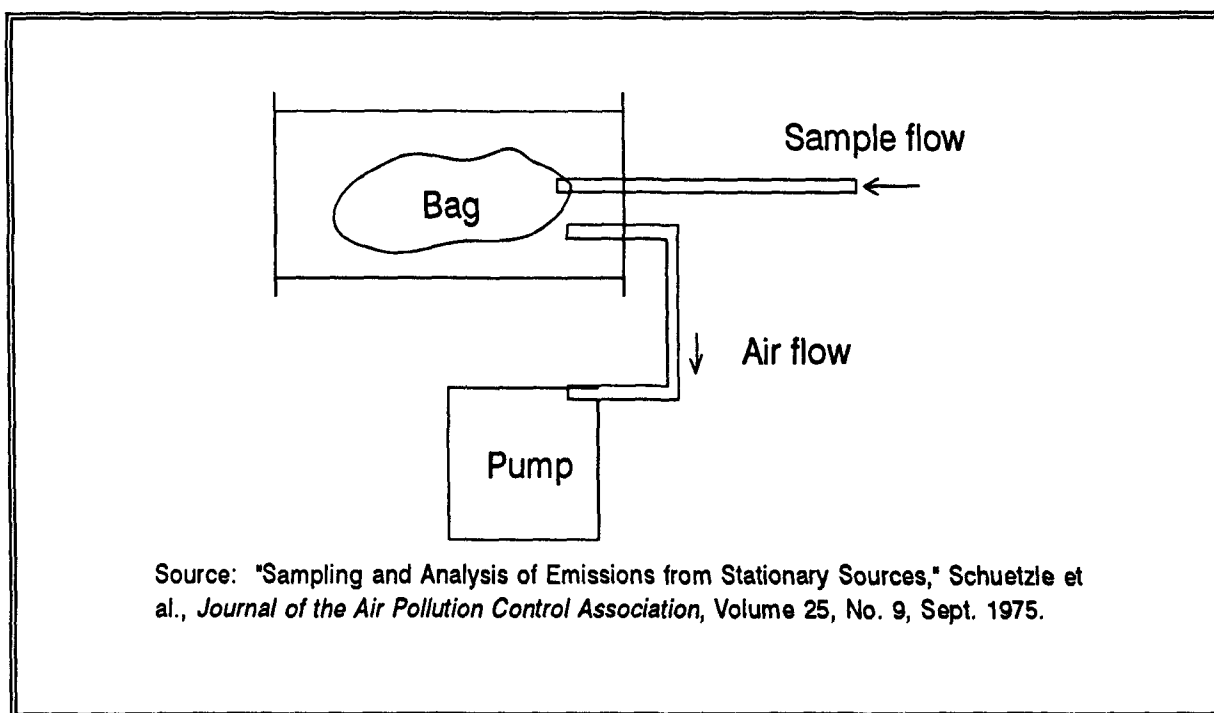 Sample flow
Bag
Air flow
Pump
Source: "Sampling and Analysis of Emissions from Stationary Sources," Schuetzle et
al., Journal of the Air Pollution Control Association, Volume 25, No. 9, Sept. 1975.